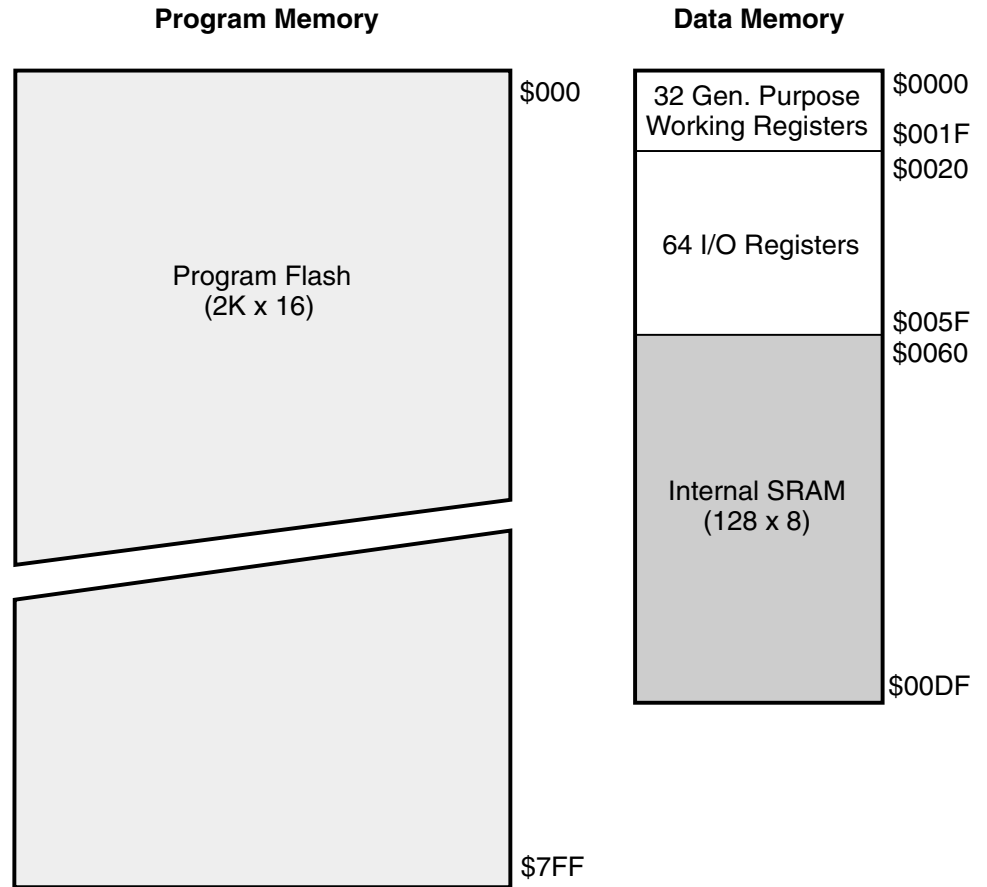 Program Memory
$000
Program Flash
(2K x 16)
$7FF
Data Memory
32 Gen. Purpose
Working Registers
$0000
$001F
$0020
64 I/O Registers
$005F
$0060
Internal SRAM
(128 x 8)
$00DF